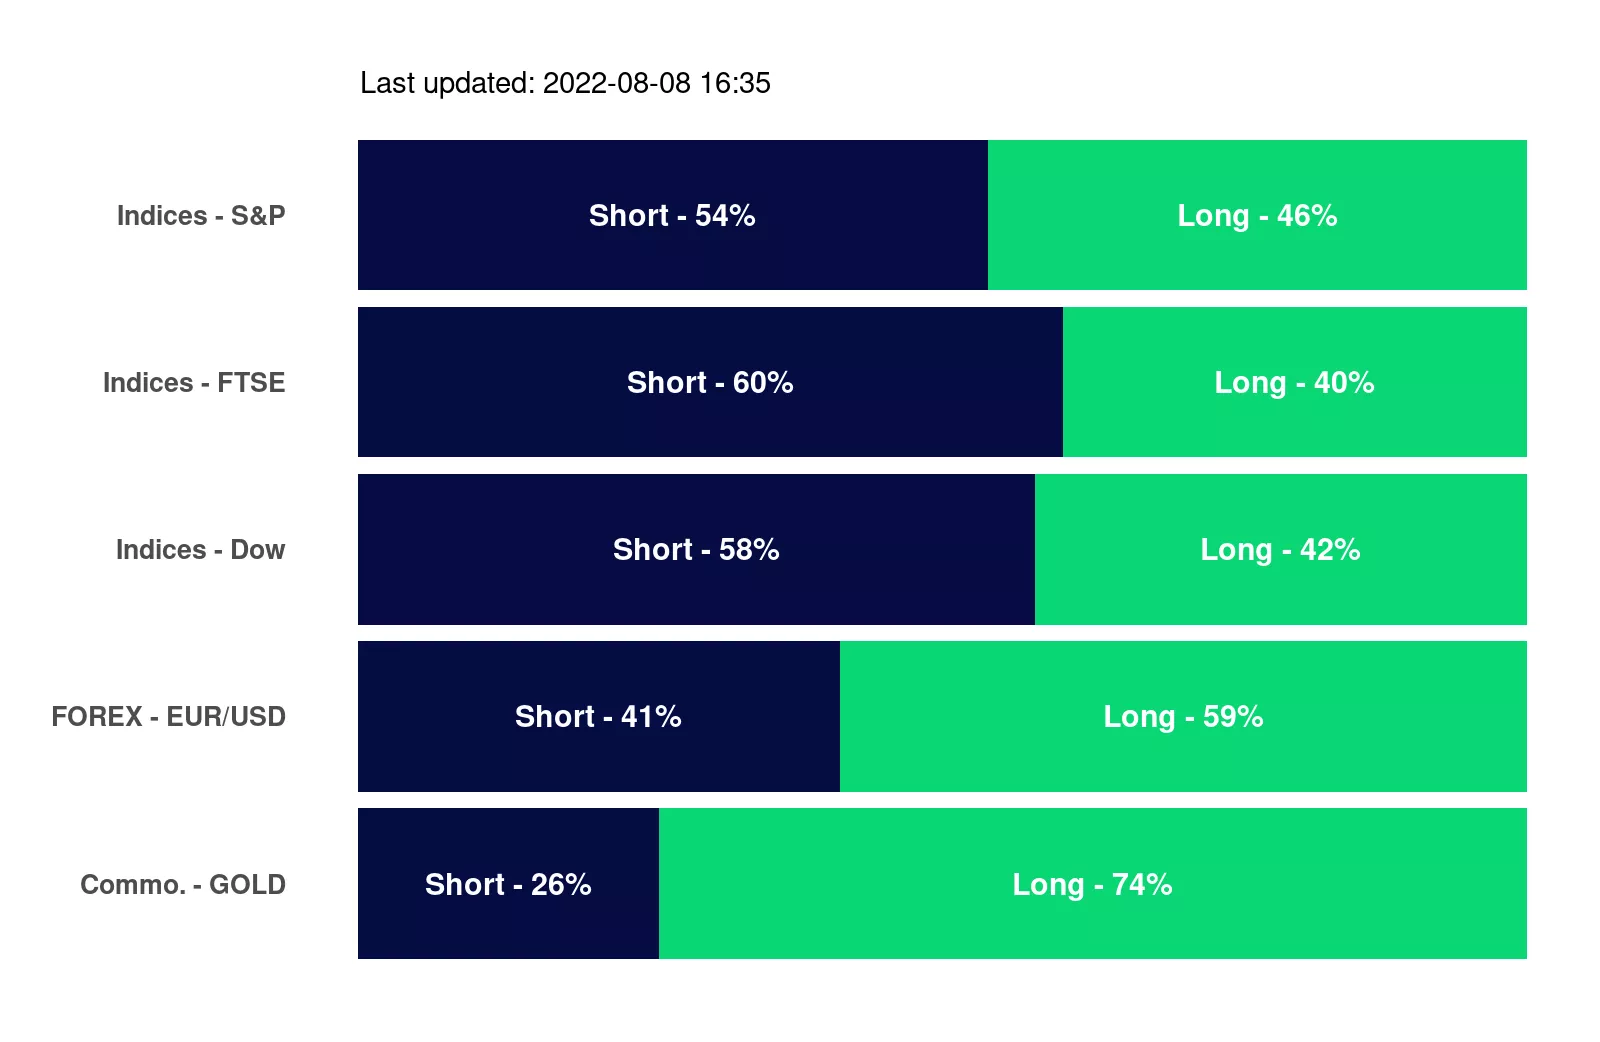 Last updated: 2022-08-08 16:35
Indices - S&P Short - 54% Long - 46%
Indices - FTSE Short - 60% Long - 40%
Indices - Dow Short - 58% Long - 42%
FOREX - EUR/USD Short - 41% Long - 59%
Commo. - GOLD Short - 26% Long - 74%